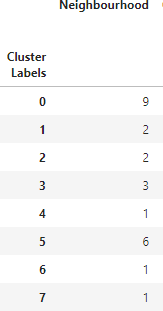 Neighbourhood
Cluster
Labels
0 9
1 2
2 2
3 3
4 1
5 6
6 1
7 1